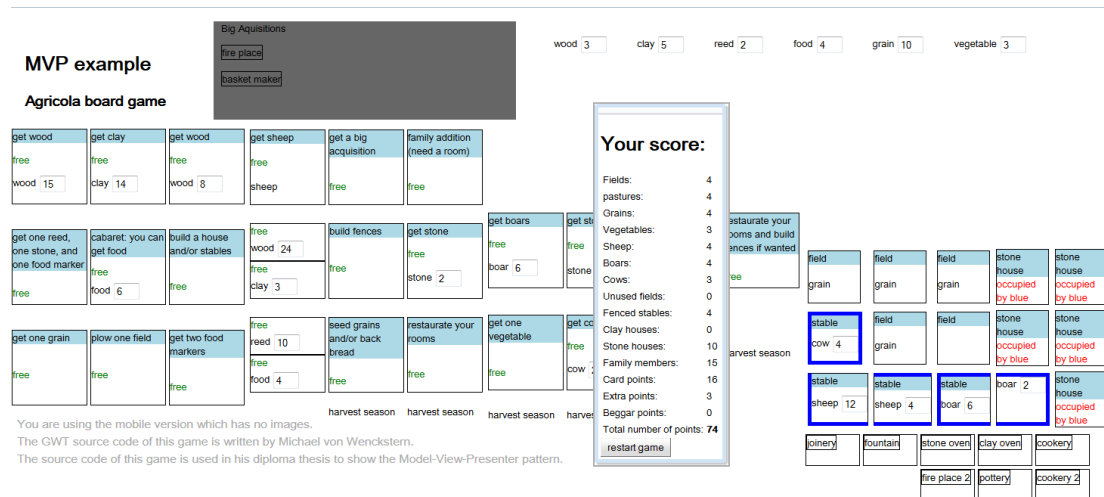 Big Aquisitions
fire place
basket maker
wood 3 clay 5 reed 2 food 4 grain 10 vegetable 3
MVP example
Agricola board game
get wood
free
wood 15
get clay
free
clay 14
get wood
free
wood 8
get sheep
free
sheep
get a big
acquisition
free
family addition
(need a room)
free
get one reed,
one stone, and
one food marker
free
cabaret: you can
get food
free
food 6
build a house
and/or stables
free
free
wood 24
free
clay 3
build fences
free
get stone
free
stone 2
get boars
free
boar 6
get st
free
stone
estaurate your
ooms and build
ences if wanted
ree
get one grain
free
plow one field
free
get two food
markers
free
free
reed 10
free
food 4
seed grains
and/or back
bread
free
harvest season
restaurate your
rooms
free
harvest season
get one
vegetable
free
harvest season
get co
free
cow
harves
arvest season
Your score:
Fields: 4
pastures: 4
Grains: 4
Vegetables: 3
Sheep: 4
Boars: 4
Cows: 3
Unused fields: 0
Fenced stables: 4
Clay houses: 0
Stone houses: 10
Family members: 15
Card points: 16
Extra points: 3
Beggar points: 0
Total number of points: 74
restart game
field
grain
field
grain
field
grain
stone
house
occupied
by blue
stone
house
occupied
by blue
stable
cow 4
field
grain
field
stone
house
occupied
by blue
stone
house
occupied
by blue
stable
sheep 12
stable
sheep 4
stable
boar 6
boar 2
stone
house
occupied
by blue
joinery
fountain
stone oven
clay oven
cookery
fire place 2
pottery
cookery 2
You are using the mobile version which has no images.
The GWT source code of this game is written by Michael von Wenckstern.
The source code of this game is used in his diploma thesis to show the Model-View-Presenter pattern.